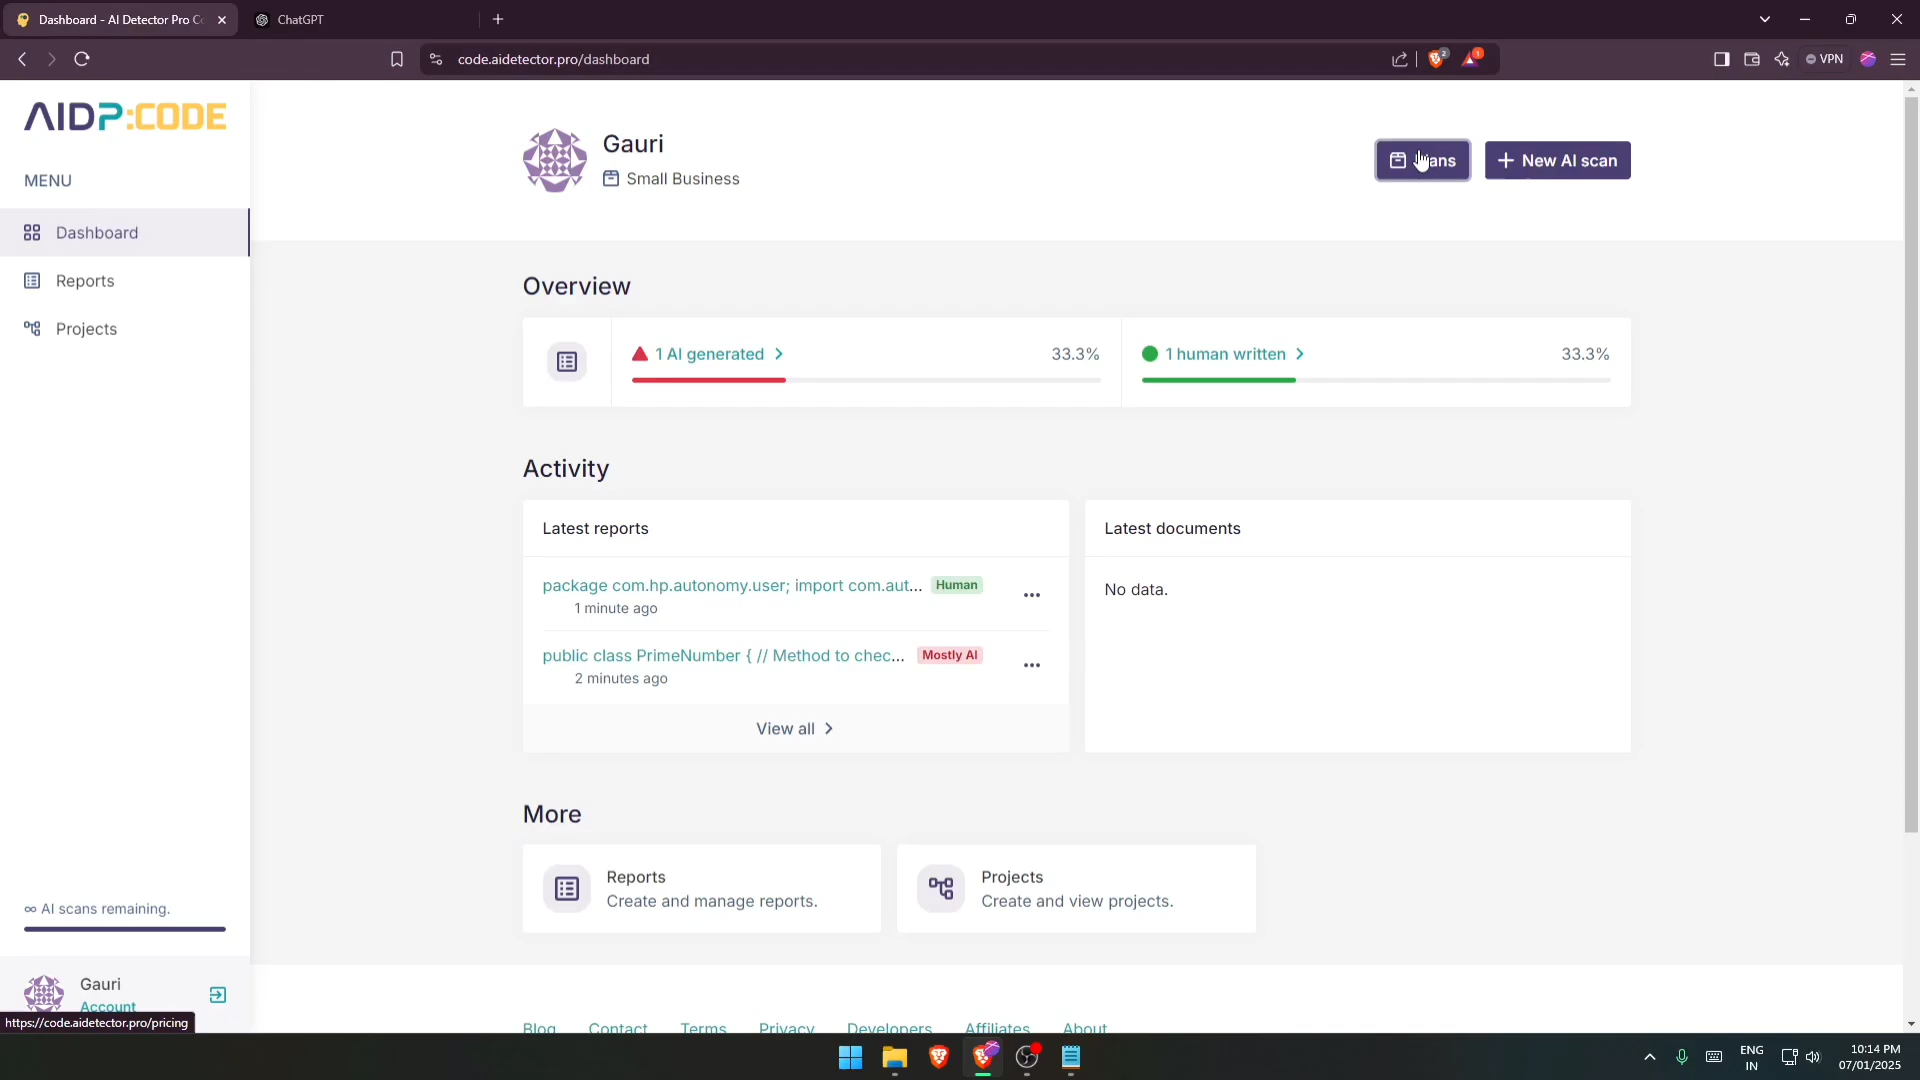 Dashboard - AI Detector Pro Co
ChatGPT
code.aidetector.pro/dashboard
2
1
VPN
AIDP:CODE
MENU
Dashboard
Reports
Projects
Gauri
Small Business
New AI scan
Overview
1 AI generated
33.3%
1 human written
33.3%
Activity
Latest reports
package com.hp.autonomy.user; import com.aut...
Human
1 minute ago
public class PrimeNumber { // Method to chec...
Mostly AI
2 minutes ago
View all
Latest documents
No data.
More
Reports
Create and manage reports.
Projects
Create and view projects.
∞ AI scans remaining.
Gauri
Account
https://code.aidetector.pro/pricing
Blog Contact Terms Privacy Developers Affiliates About
ENG
IN
10:14 PM
07/01/2025